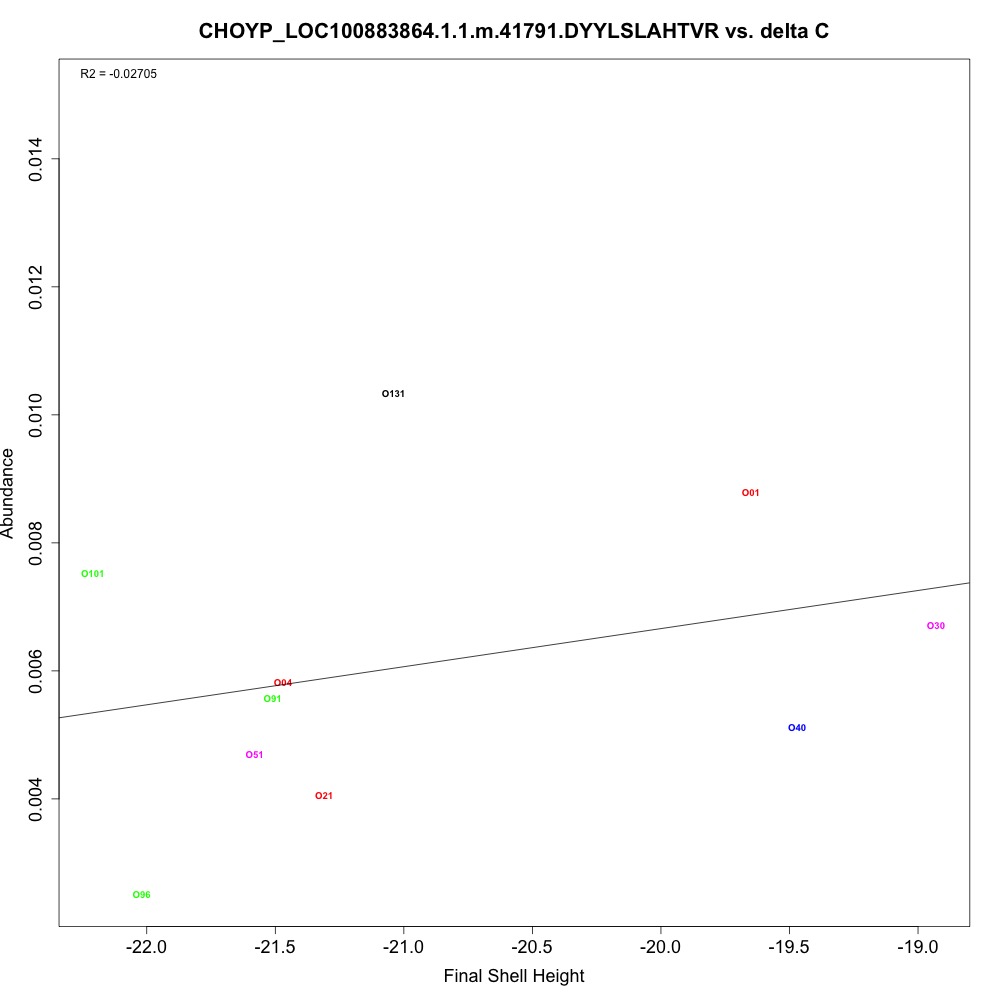 CHOYP_LOC100883864.1.1.m.41791.DYYLSLAHTVR vs. delta C
R2 = -0.02705
0.014
0.012
0.010
0.008
0.006
0.004
Abundance
O131
O01
O101
O30
O04
O91
O40
O51
O21
O96
-22.0 -21.5 -21.0 -20.5 -20.0 -19.5 -19.0
Final Shell Height